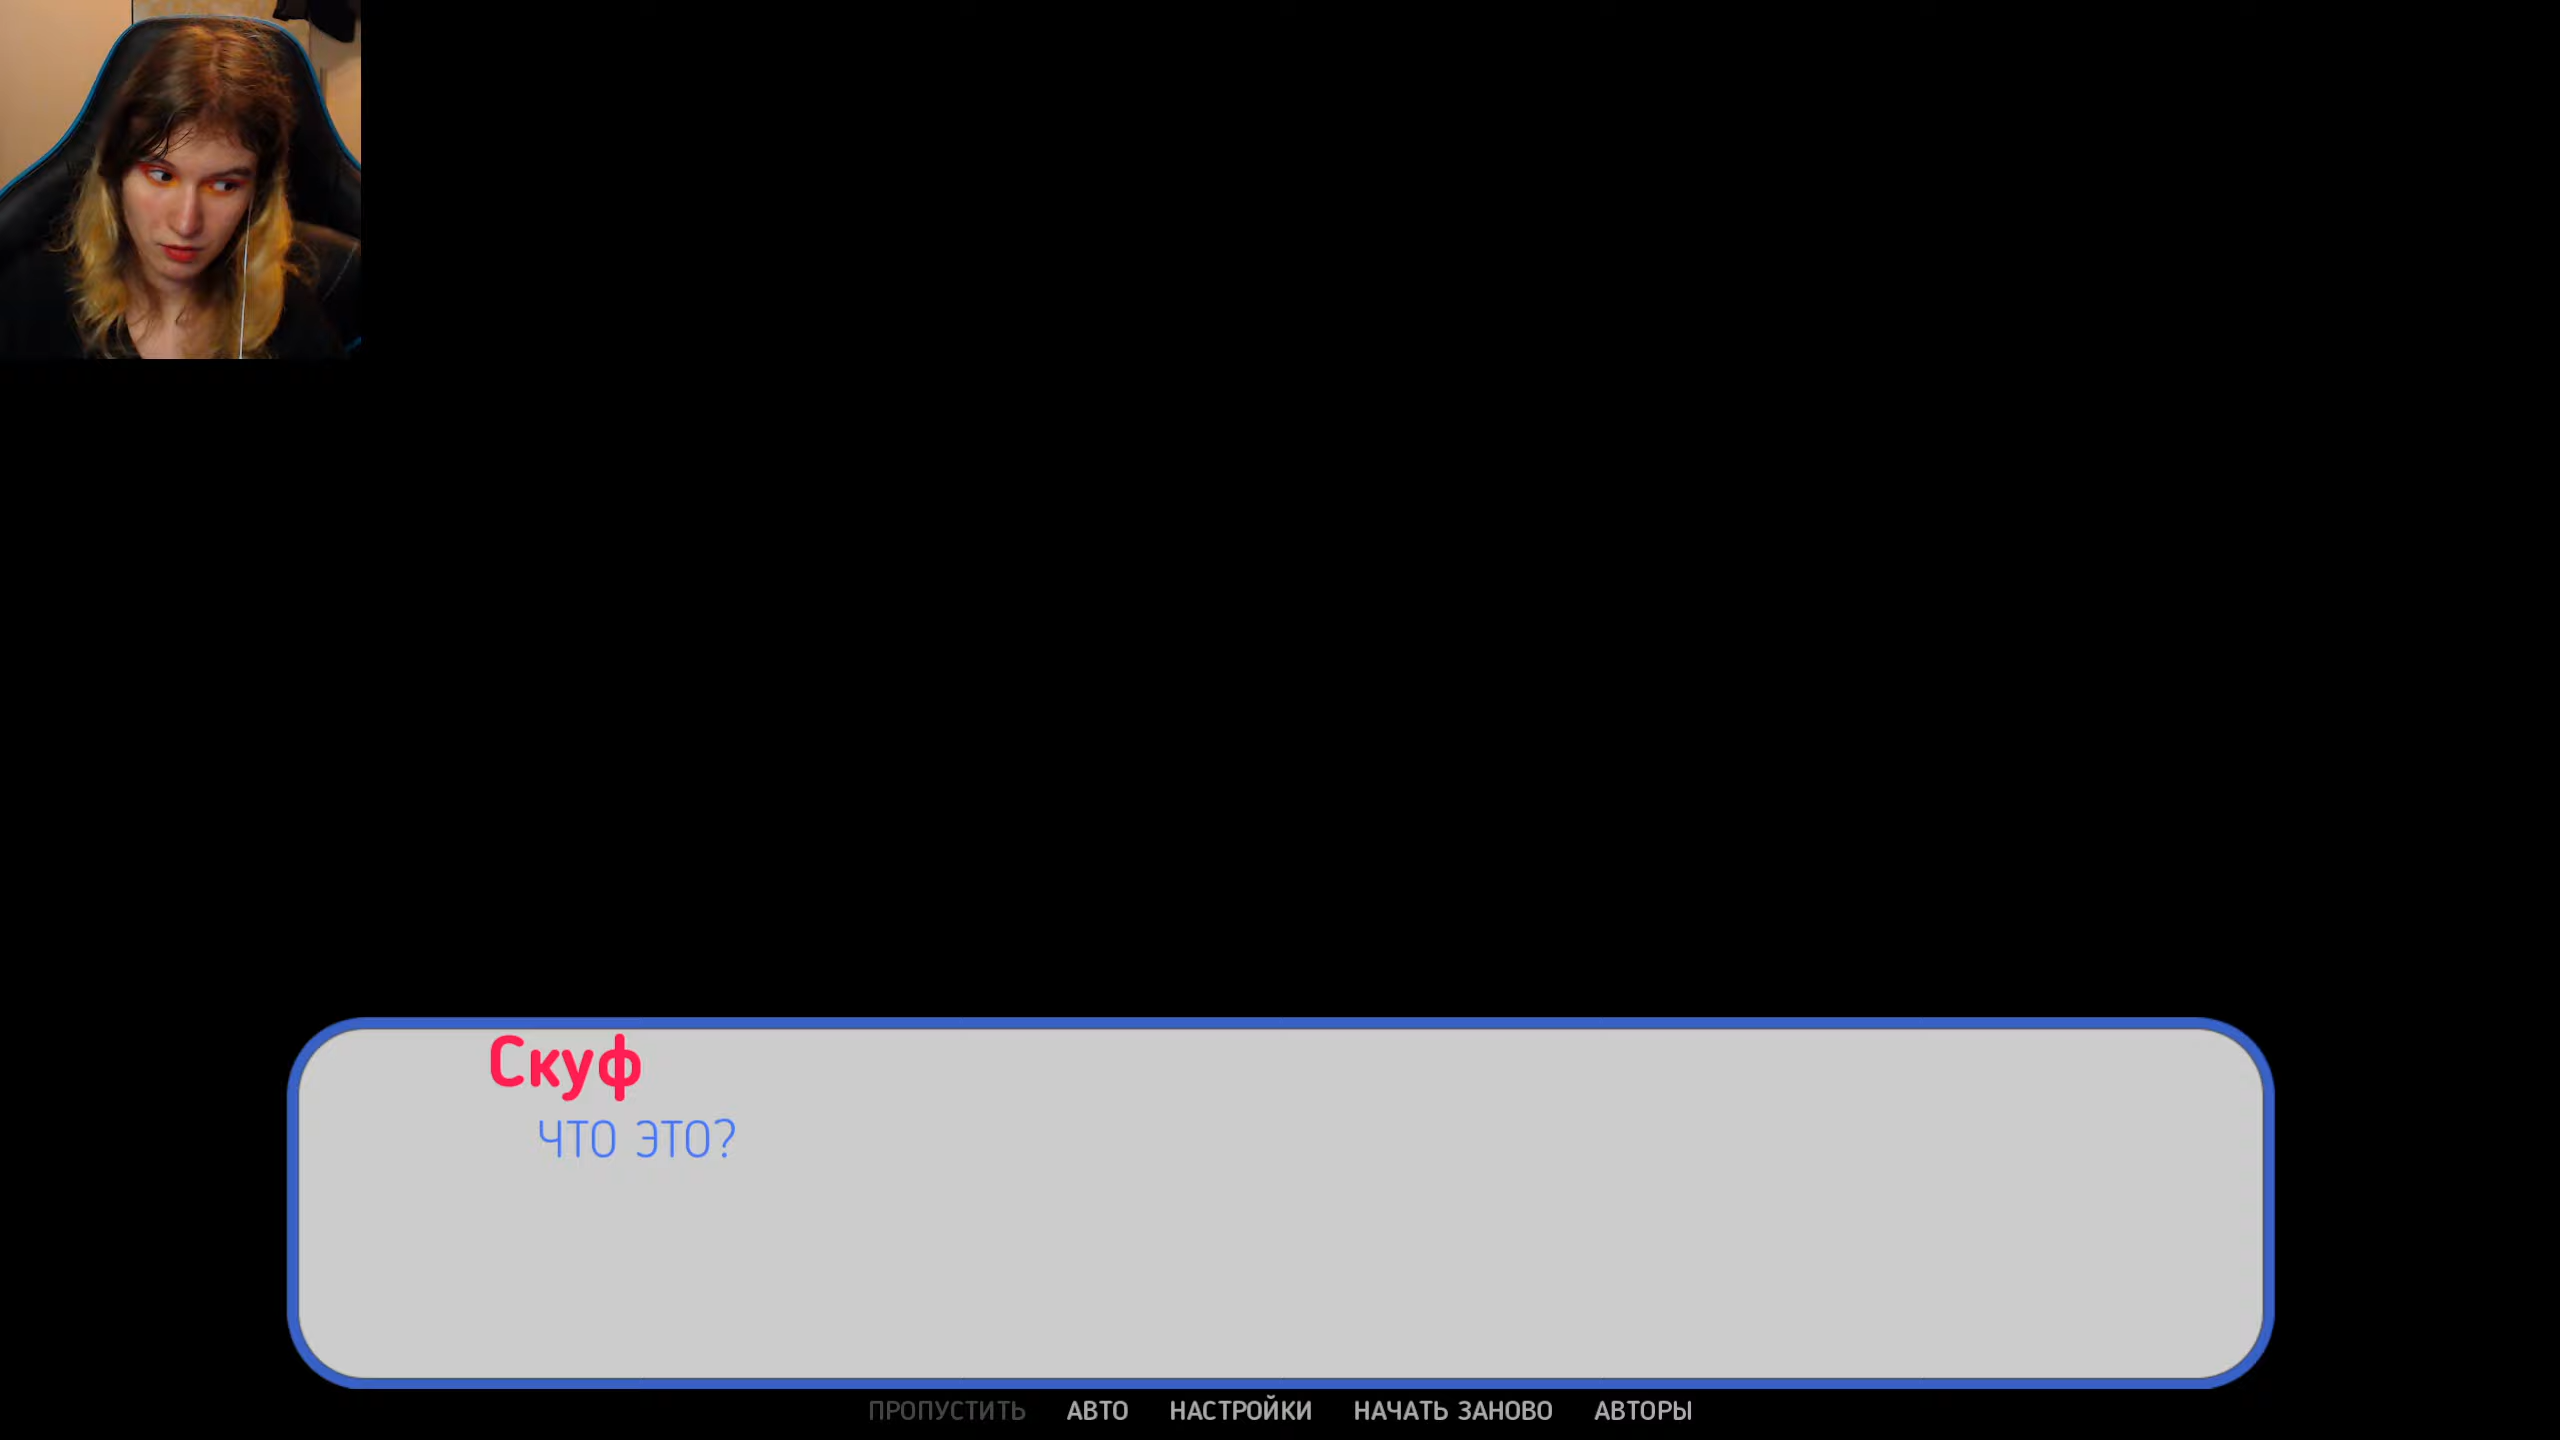 Скуф
ЧТО ЭТО?
ПРОПУСТИТЬ АВТО НАСТРОЙКИ НАЧАТЬ ЗАНОВО АВТОРЫ